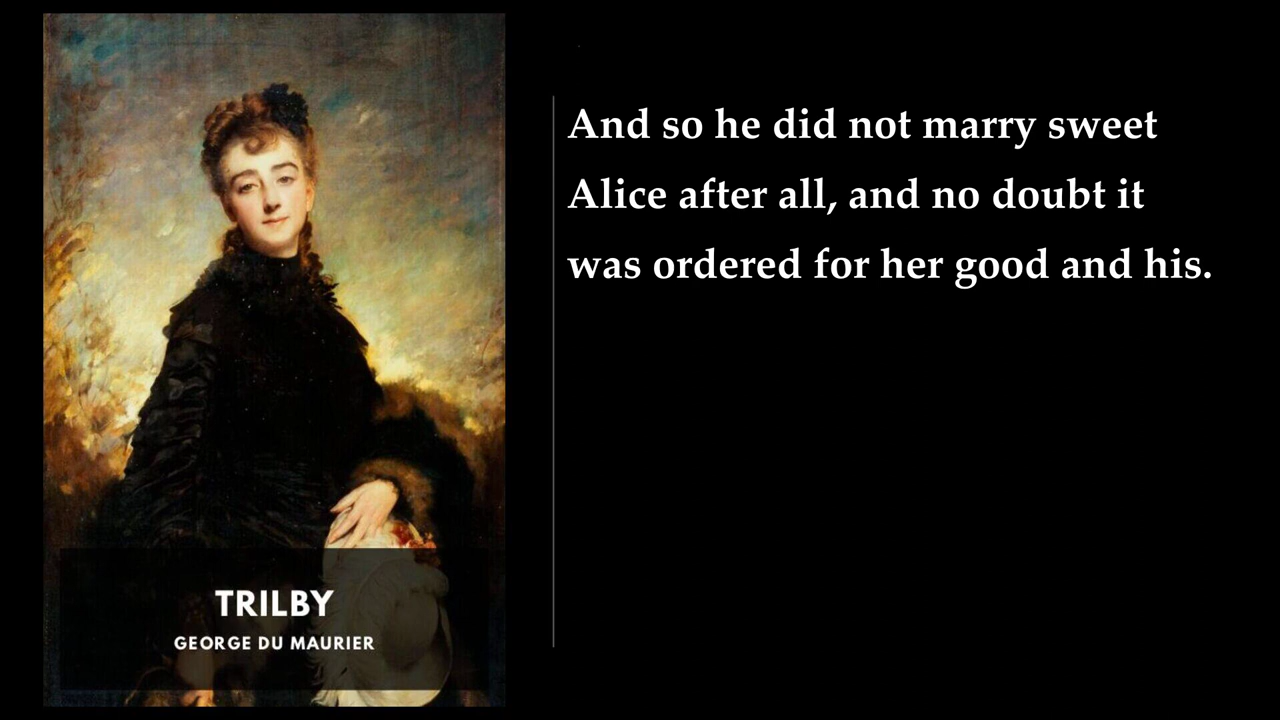 And so he did not marry sweet
Alice after all, and no doubt it
was ordered for her good and his.
TRILBY
GEORGE DU MAURIER